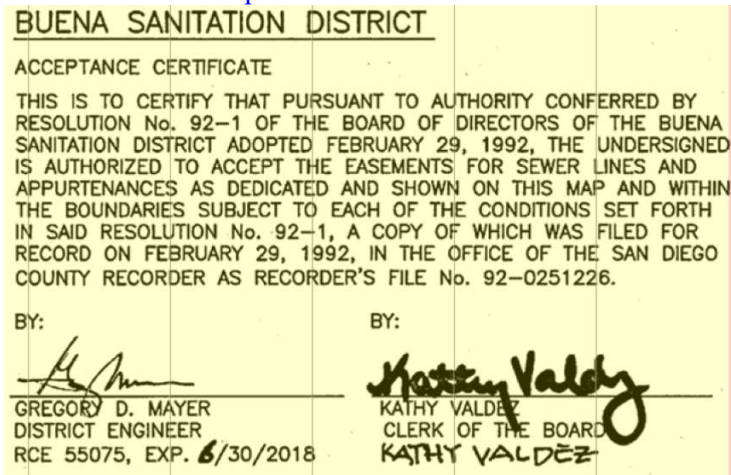 BUENA SANITATION DISTRICT
ACCEPTANCE CERTIFICATE
THIS IS TO CERTIFY THAT PURSUANT TO AUTHORITY CONFERRED BY
RESOLUTION No. 92-1 OF THE BOARD OF DIRECTORS OF THE BUENA
SANITATION DISTRICT ADOPTED FEBRUARY 29, 1992, THE UNDERSIGNED
IS AUTHORIZED TO ACCEPT THE EASEMENTS FOR SEWER LINES AND
APPURTENANCES AS DEDICATED AND SHOWN ON THIS MAP AND WITHIN
THE BOUNDARIES SUBJECT TO EACH OF THE CONDITIONS SET FORTH
IN SAID RESOLUTION No. 92-1, A COPY OF WHICH WAS FILED FOR
RECORD ON FEBRUARY 29, 1992, IN THE OFFICE OF THE SAN DIEGO
COUNTY RECORDER AS RECORDER'S FILE No. 92-0251226.
BY: BY:
Kathy Valdez
GREGORY D. MAYER KATHY VALDEZ
DISTRICT ENGINEER CLERK OF THE BOARD
RCE 55075, EXP. 6/30/2018 KATHY VALDEZ